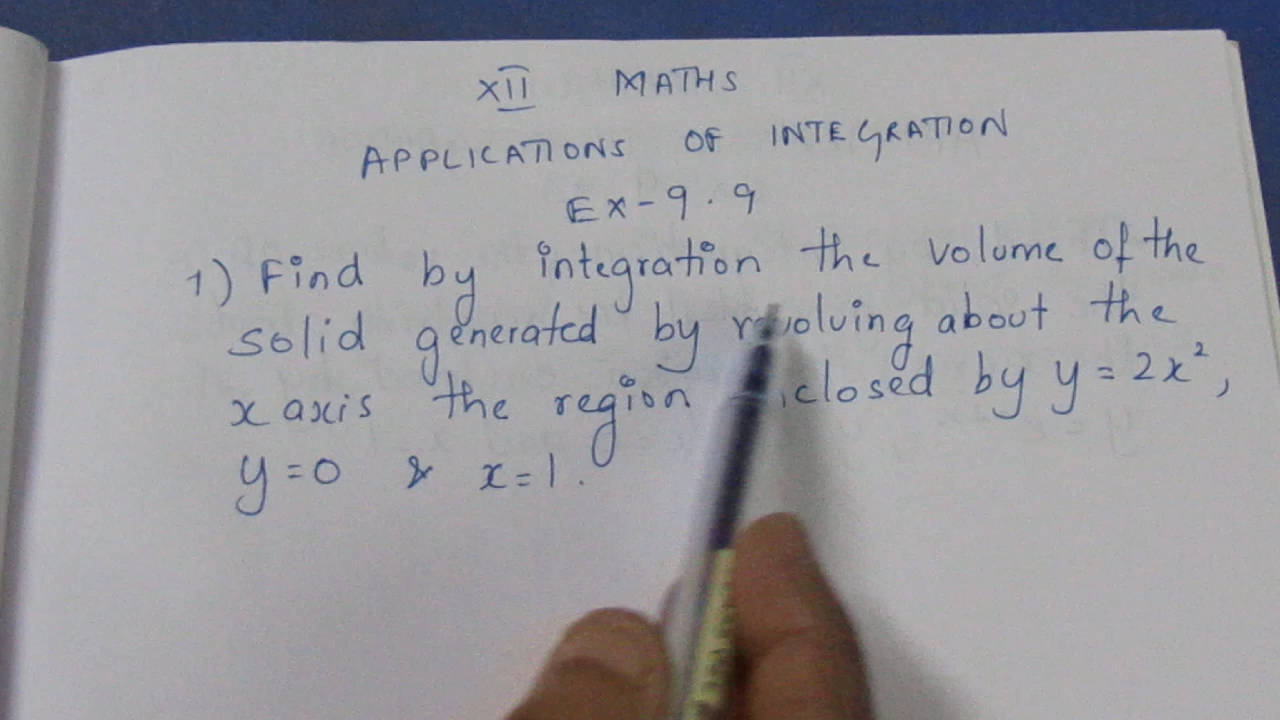 XII MATHS
APPLICATIONS OF INTEGRATION
Ex-9.9
1) Find by integration the volume of the
solid generated by revolving about the
x axis the region enclosed by y = 2x²,
y=0 & x=1.